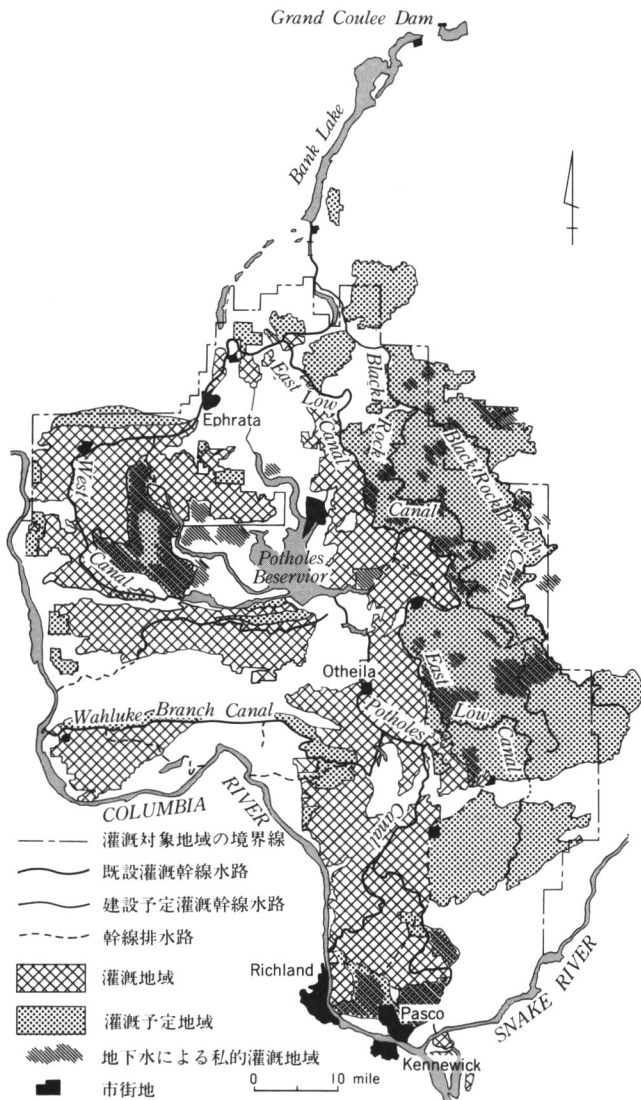 Grand Coulee Dam
Bank Lake
Ephrata
East Low
Canal
Black
Rock
Canal
Black Rock Branch
Canal
West
Canal
Potholes
Beservior
Otheila
East
Low
Canal
Potholes
Canal
Wahluke Branch Canal
COLUMBIA
RIVER
灌漑対象地域の境界線
既設灌漑幹線水路
建設予定灌漑幹線水路
幹線排水路
灌漑地域
灌漑予定地域
地下水による私的灌漑地域
市街地
Richland
Pasco
Kennewick
SNAKE RIVER
0 10 mile